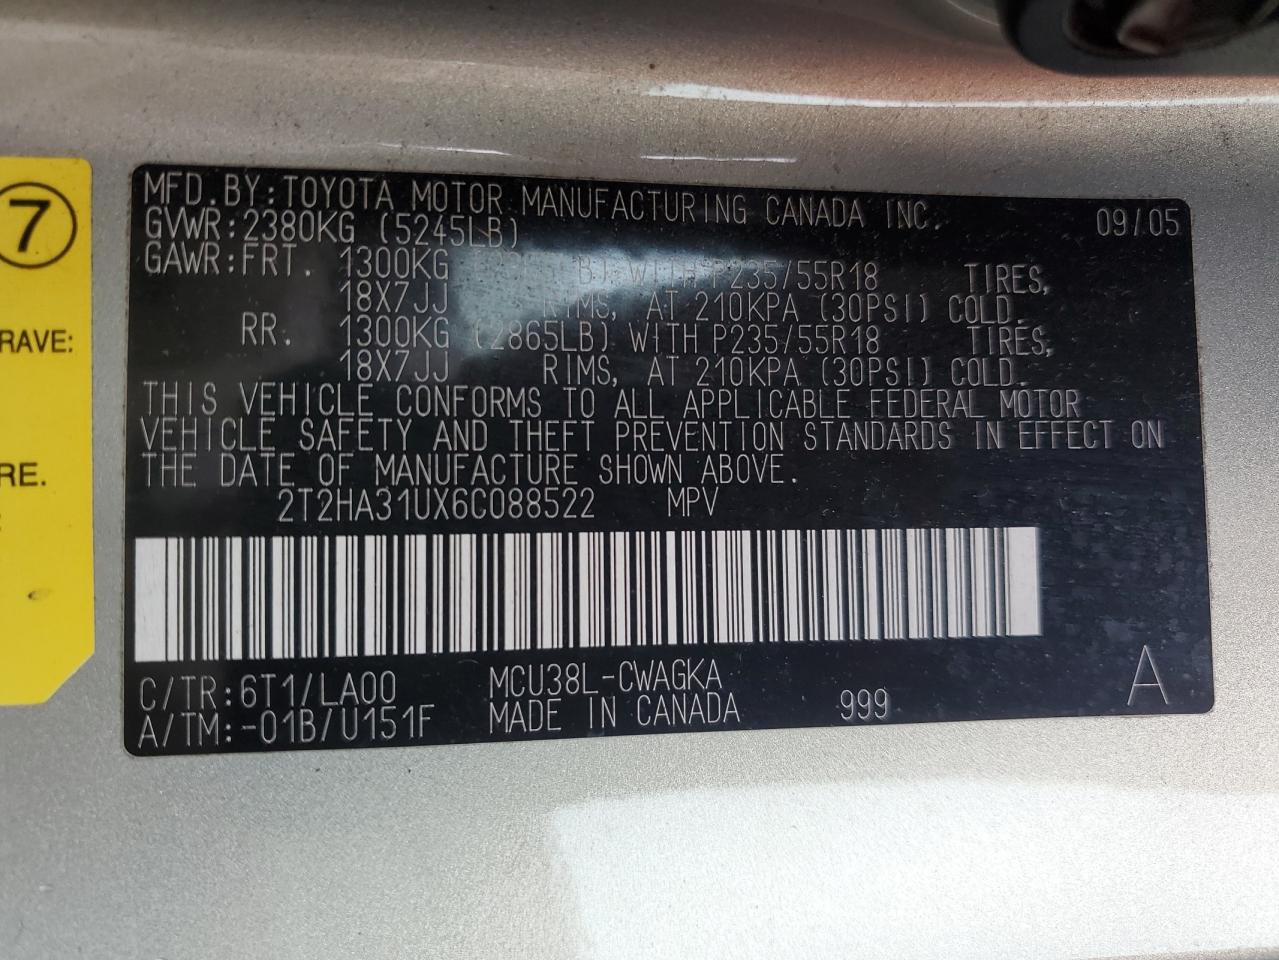 7
RAVE:
RE.
MFD.BY:TOYOTA MOTOR MANUFACTURING CANADA INC. 09/05
GVWR:2380KG (5245LB)
GAWR:FRT. 1300KG WITH P235/55R18 TIRES,
18X7JJ RIMS, AT 210KPA (30PSI) COLD.
RR. 1300KG (2865LB) WITH P235/55R18 TIRES,
18X7JJ RIMS, AT 210KPA (30PSI) COLD.
THIS VEHICLE CONFORMS TO ALL APPLICABLE FEDERAL MOTOR
VEHICLE SAFETY AND THEFT PREVENTION STANDARDS IN EFFECT ON
THE DATE OF MANUFACTURE SHOWN ABOVE.
2T2HA31UX6C088522 MPV
C/TR:6T1/LA00 MCU38L-CWAGKA A
A/TM:-01B/U151F MADE IN CANADA 999